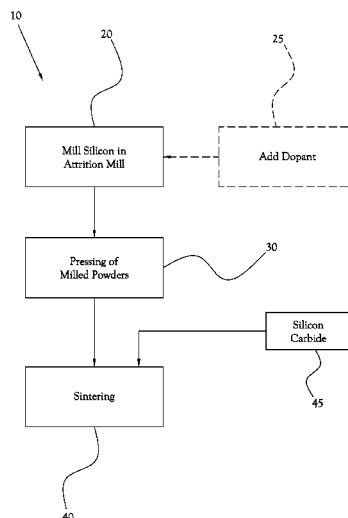 10
20
25
Mill Silicon in
Attrition Mill
Add Dopant
Pressing of
Milled Powders
30
Silicon
Carbide
Sintering
45
40